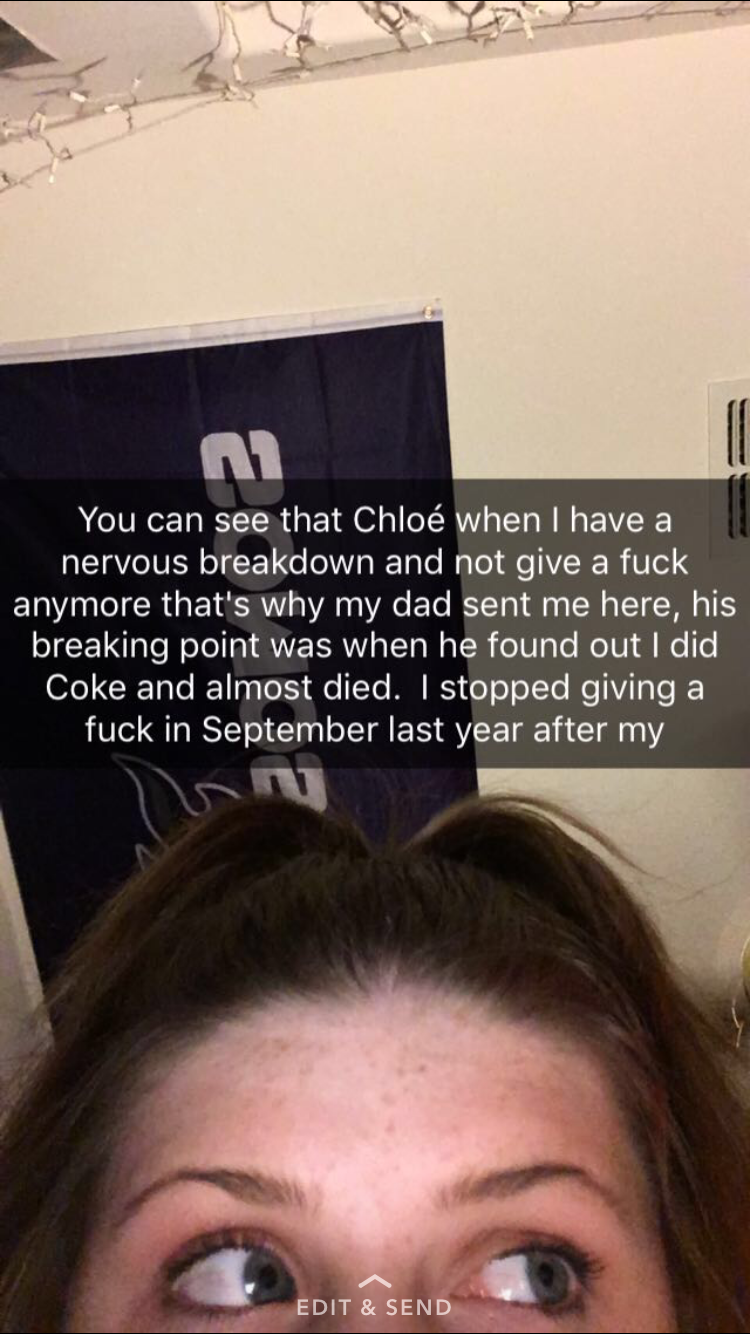 You can see that Chloé when I have a
nervous breakdown and not give a fuck
anymore that's why my dad sent me here, his
breaking point was when he found out I did
Coke and almost died.  I stopped giving a
fuck in September last year after my
EDIT & SEND